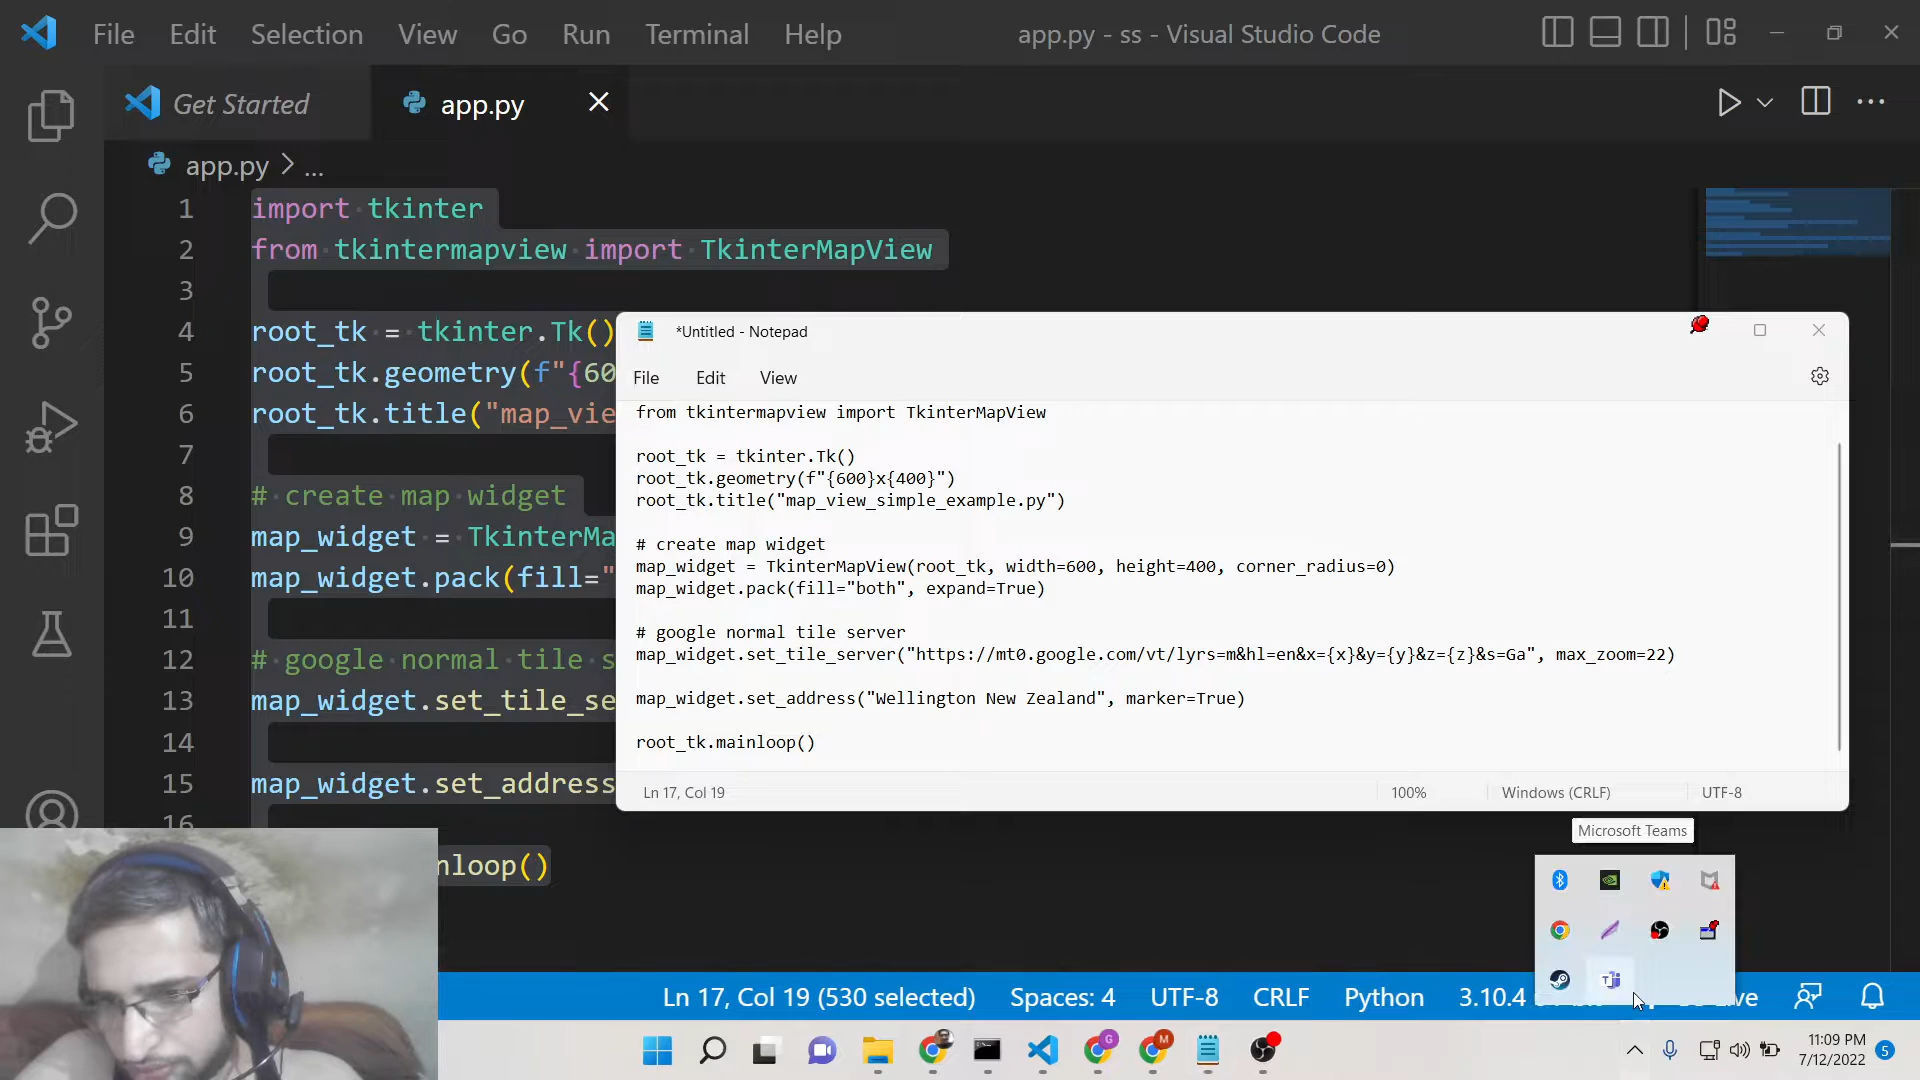 File Edit Selection View Go Run Terminal Help
app.py - ss - Visual Studio Code
Get Started
app.py
app.py > ...
1 import tkinter
2 from tkintermapview import TkinterMapView
3
4 root_tk = tkinter.Tk()
5 root_tk.geometry(f"{60
6 root_tk.title("map_vie
7
8 # create map widget
9 map_widget = TkinterMa
10 map_widget.pack(fill="
11
12 # google normal tile s
13 map_widget.set_tile_se
14
15 map_widget.set_address
16
nloop()
*Untitled - Notepad
File Edit View
from tkintermapview import TkinterMapView
root_tk = tkinter.Tk()
root_tk.geometry(f"{600}x{400}")
root_tk.title("map_view_simple_example.py")
# create map widget
map_widget = TkinterMapView(root_tk, width=600, height=400, corner_radius=0)
map_widget.pack(fill="both", expand=True)
# google normal tile server
map_widget.set_tile_server("https://mt0.google.com/vt/lyrs=m&hl=en&x={x}&y={y}&z={z}&s=Ga", max_zoom=22)
map_widget.set_address("Wellington New Zealand", marker=True)
root_tk.mainloop()
Ln 17, Col 19 100% Windows (CRLF) UTF-8
Microsoft Teams
Ln 17, Col 19 (530 selected) Spaces: 4 UTF-8 CRLF Python 3.10.4
11:09 PM
7/12/2022
5